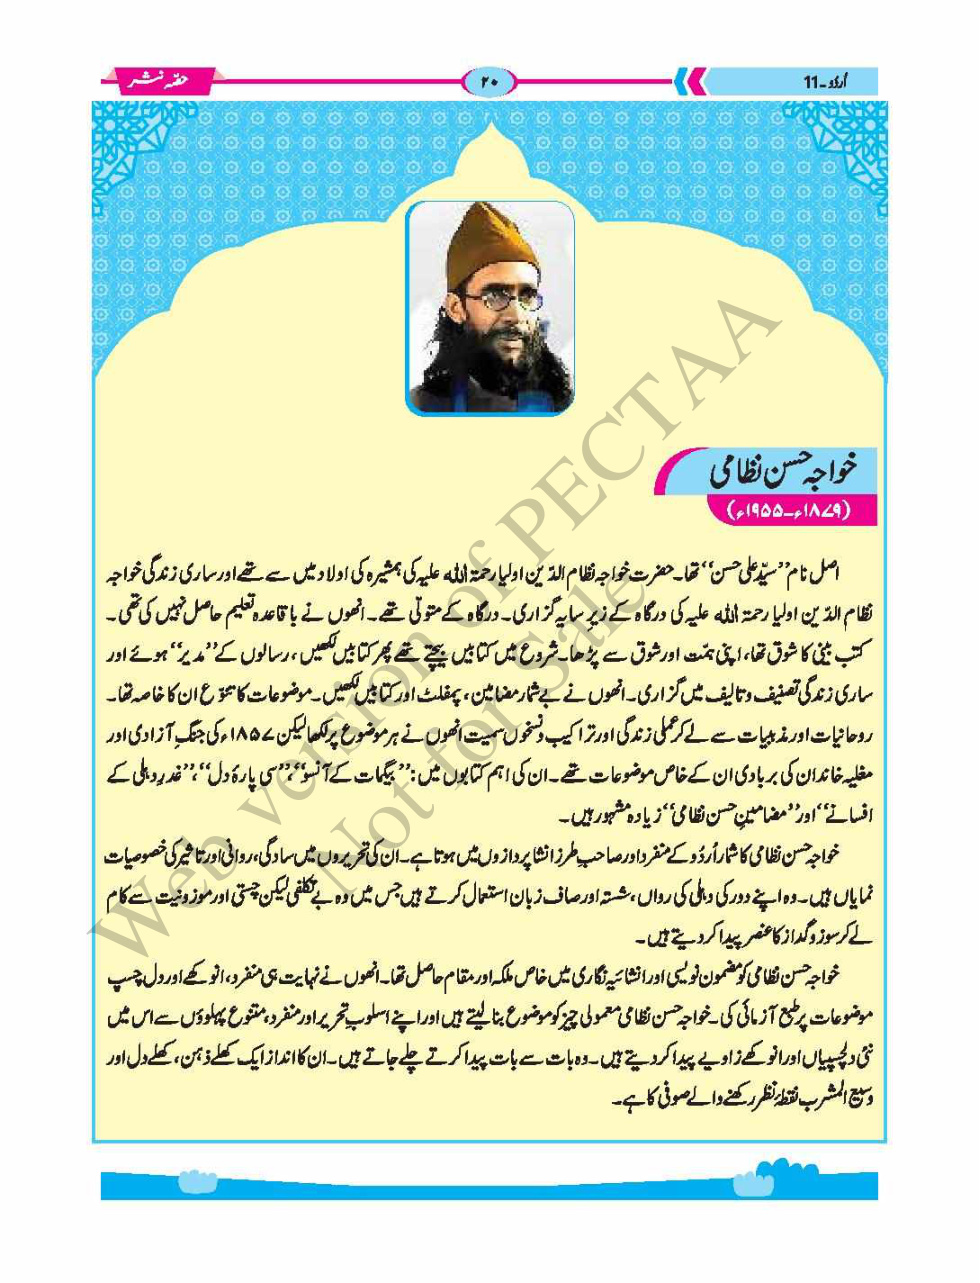 اُردُو۔11
۲۰
حصّہ نثر
خواجہ حسن نظامی
(۱۸۷۹ء۔۱۹۵۵ء)
اصل نام ”سیّد علی حسن“ تھا۔ حضرت خواجہ نظام الدّین اولیا رحمۃ اللہ علیہ کی ہمشیرہ کی اولاد میں سے تھے اور ساری زندگی خواجہ
نظام الدّین اولیا رحمۃ اللہ علیہ کی درگاہ کے زیرِ سایہ گزاری۔ درگاہ کے متولّی تھے۔ انھوں نے باقاعدہ تعلیم حاصل نہیں کی تھی۔
کتب بینی کا شوق تھا، اپنی ہمّت اور شوق سے پڑھا۔ شروع میں کتابیں بیچتے تھے پھر کتابیں لکھیں، رسالوں کے ”مدیر“ ہوئے اور
ساری زندگی تصنیف و تالیف میں گزاری۔ انھوں نے بے شمار مضامین، پمفلٹ اور کتابیں لکھیں۔ موضوعات کا تنوّع ان کا خاصہ تھا۔
روحانیات اور مذہبیات سے لے کر عملی زندگی اور تراکیب و نسخوں سمیت انھوں نے ہر موضوع پر لکھا لیکن ۱۸۵۷ء کی جنگِ آزادی اور
مغلیہ خاندان کی بربادی ان کے خاص موضوعات تھے۔ ان کی اہم کتابوں میں: ”بیگمات کے آنسو“، ”سی پارۂ دل“، ”غدرِ دہلی کے
افسانے“ اور ”مضامینِ حسن نظامی“ زیادہ مشہور ہیں۔
خواجہ حسن نظامی کا شمار اُردُو کے منفرد اور صاحبِ طرز انشا پردازوں میں ہوتا ہے۔ ان کی تحریروں میں سادگی، روانی اور تاثیر کی خصوصیات
نمایاں ہیں۔ وہ اپنے دور کی دہلی کی رواں، شستہ اور صاف زبان استعمال کرتے ہیں جس میں وہ بے تکلفی لیکن چستی اور موزونیت سے کام
لے کر سوز و گداز کا عنصر پیدا کر دیتے ہیں۔
خواجہ حسن نظامی کو مضمون نویسی اور انشائیہ نگاری میں خاص ملکہ اور مقام حاصل تھا۔ انھوں نے نہایت ہی منفرد، انوکھے اور دل چسپ
موضوعات پر طبع آزمائی کی۔ خواجہ حسن نظامی معمولی چیز کو موضوع بنا لیتے ہیں اور اپنے اسلوبِ تحریر اور منفرد، متنوع پہلوؤں سے اس میں
نئی دلچسپیاں اور انوکھے زاویے پیدا کر دیتے ہیں۔ وہ بات سے بات پیدا کرتے چلے جاتے ہیں۔ ان کا انداز ایک کھلے ذہن، کھلے دل اور
وسیع المشرب نقطۂ نظر رکھنے والے صوفی کا ہے۔
Web version of PECTAA
Not for Sale